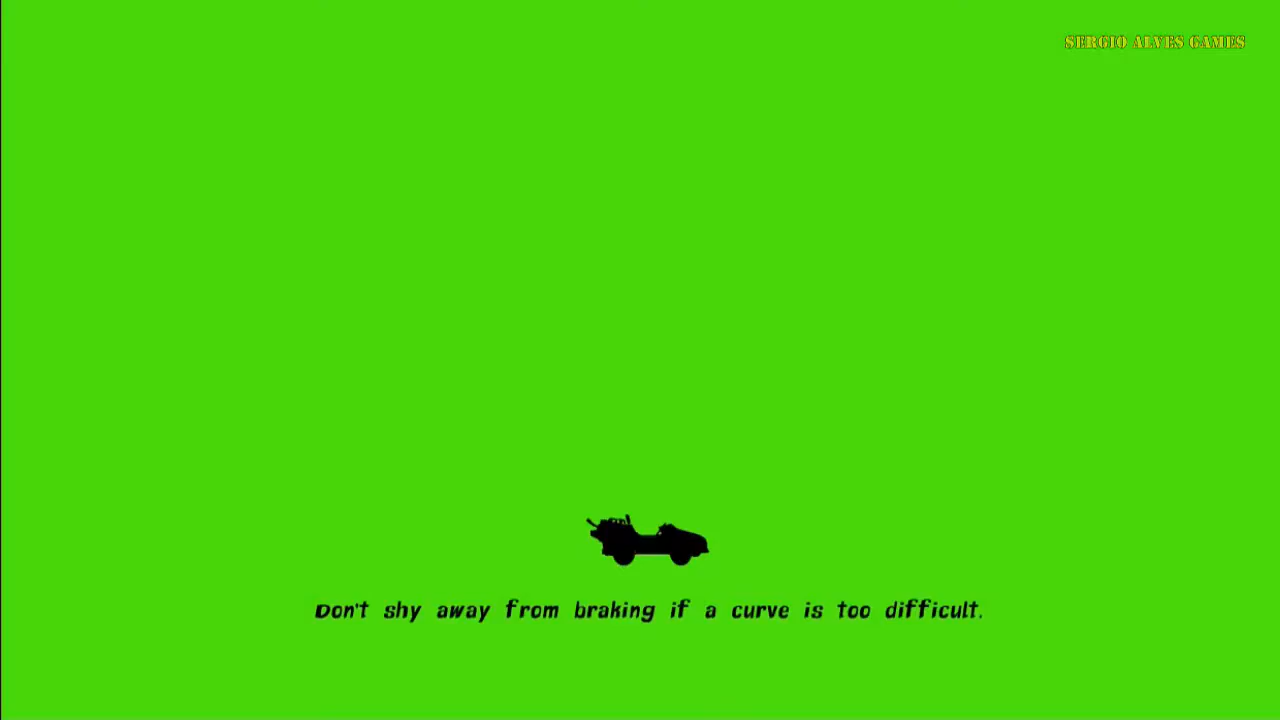 SERGIO ALVES GAMES
Don't shy away from braking if a curve is too difficult.